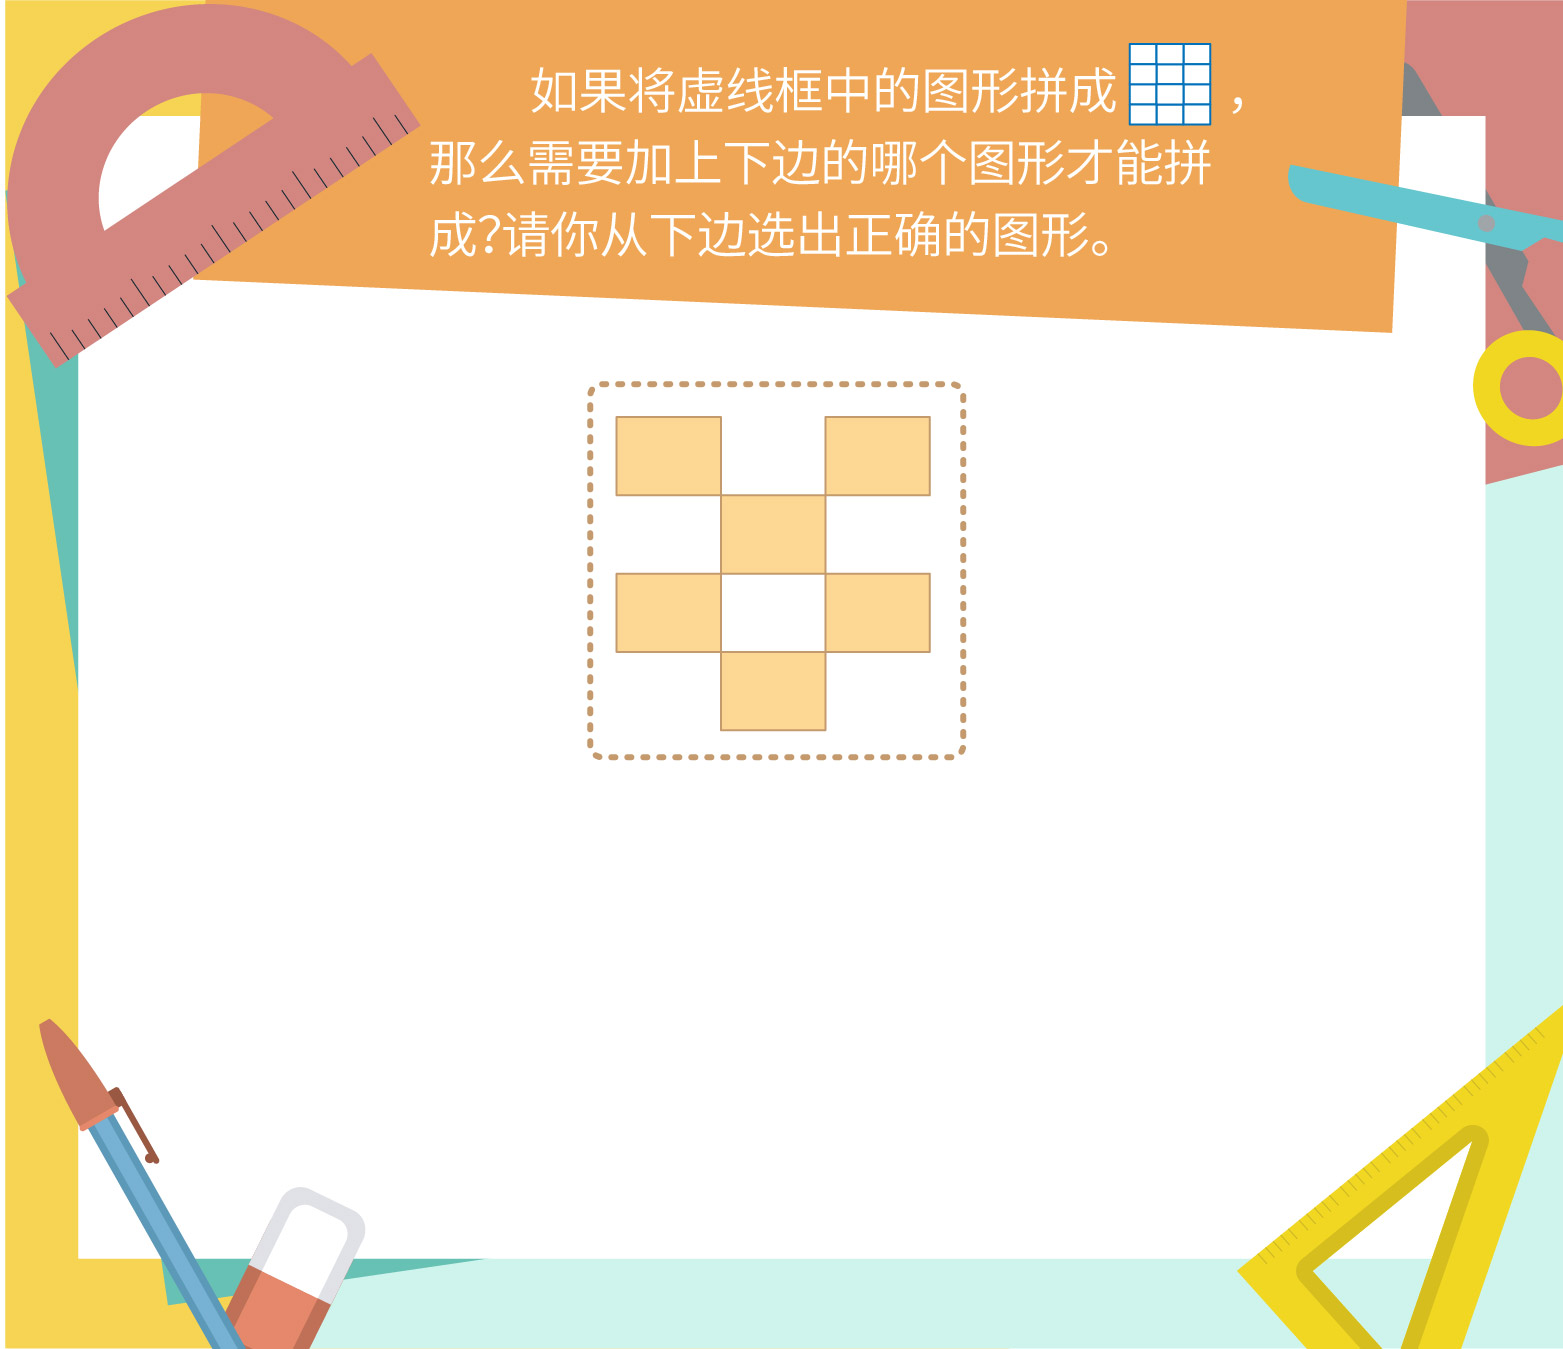 如果将虚线框中的图形拼成 ，
那么需要加上下边的哪个图形才能拼
成?请你从下边选出正确的图形。